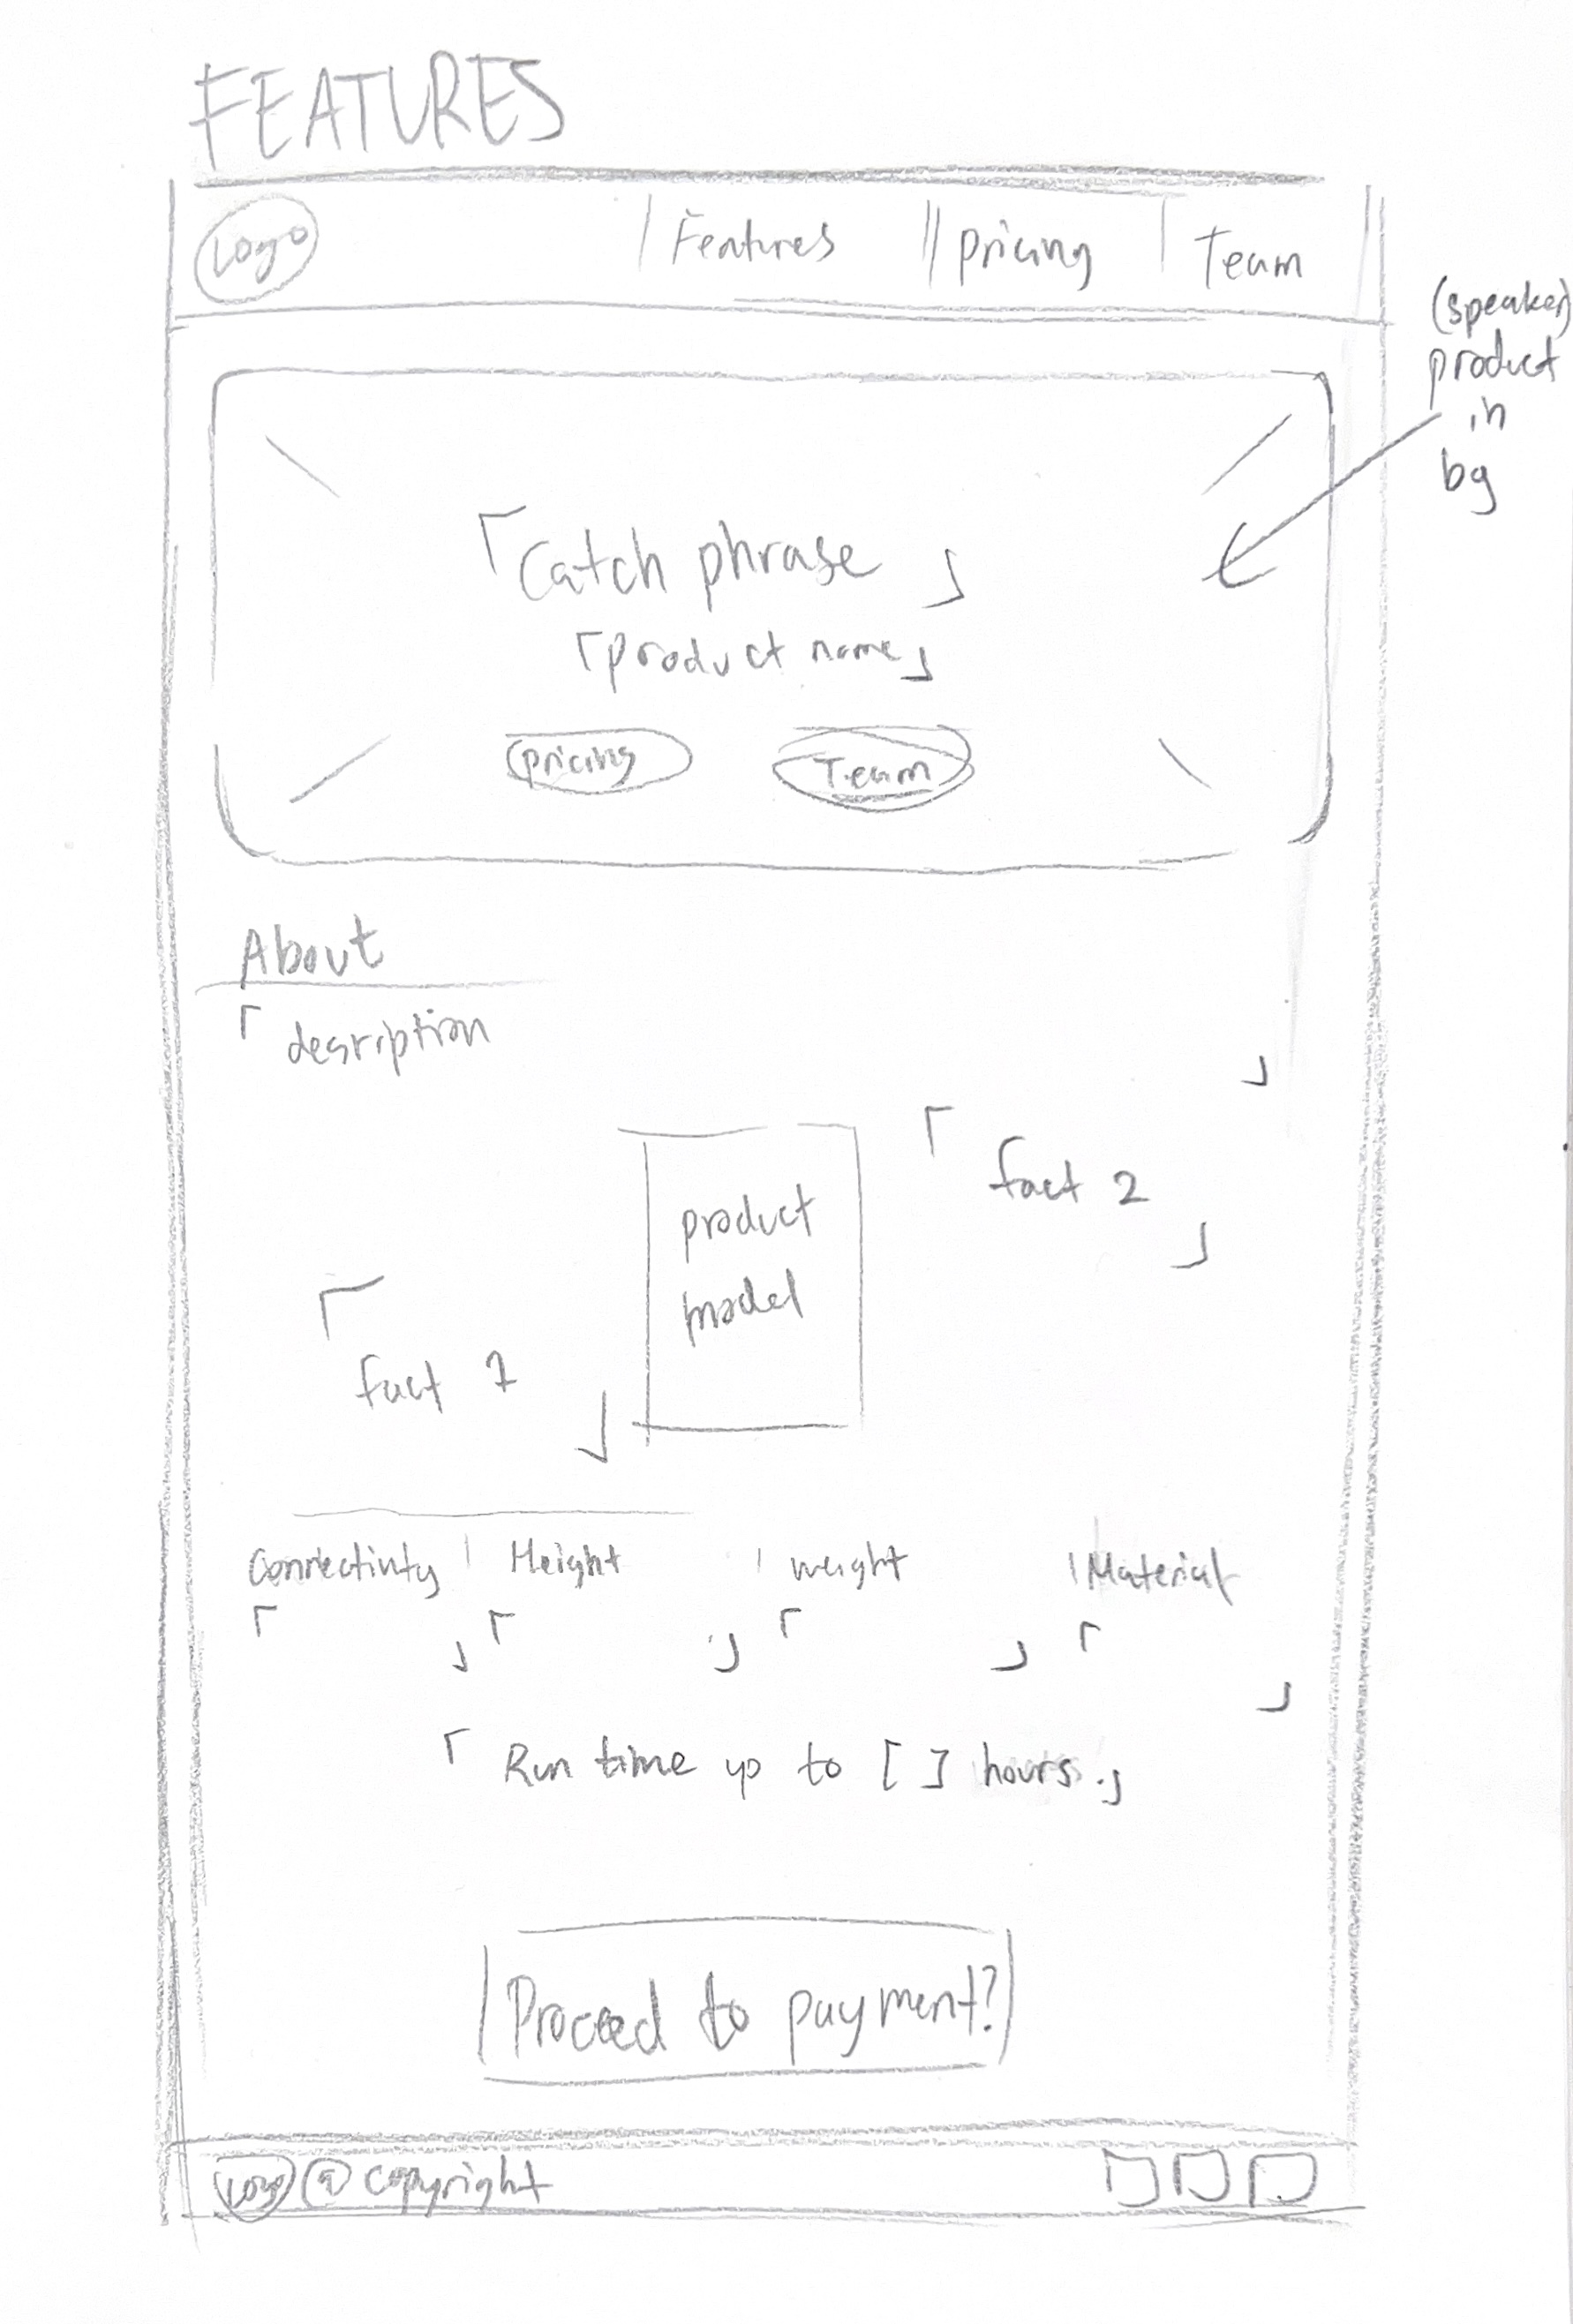 FEATURES
Logo | Features || pricing | Team
(speaker)
product
in
bg
「Catch phrase」
「product name」
pricing Team
About
「desription」
「fact 2」
product
model
「fact 1」
Connectivity | Height | weight | Material
「 」「 」「 」「 」
「Run time up to [ ] hours.」
Proceed to payment?
Logo @ copyright